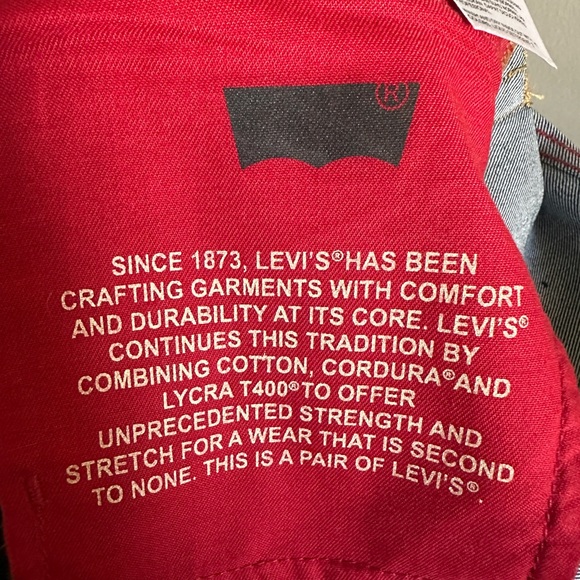 ®
SINCE 1873, LEVI'S® HAS BEEN
CRAFTING GARMENTS WITH COMFORT
AND DURABILITY AT ITS CORE. LEVI'S®
CONTINUES THIS TRADITION BY
COMBINING COTTON, CORDURA® AND
LYCRA T400® TO OFFER
UNPRECEDENTED STRENGTH AND
STRETCH FOR A WEAR THAT IS SECOND
TO NONE. THIS IS A PAIR OF LEVI'S®.